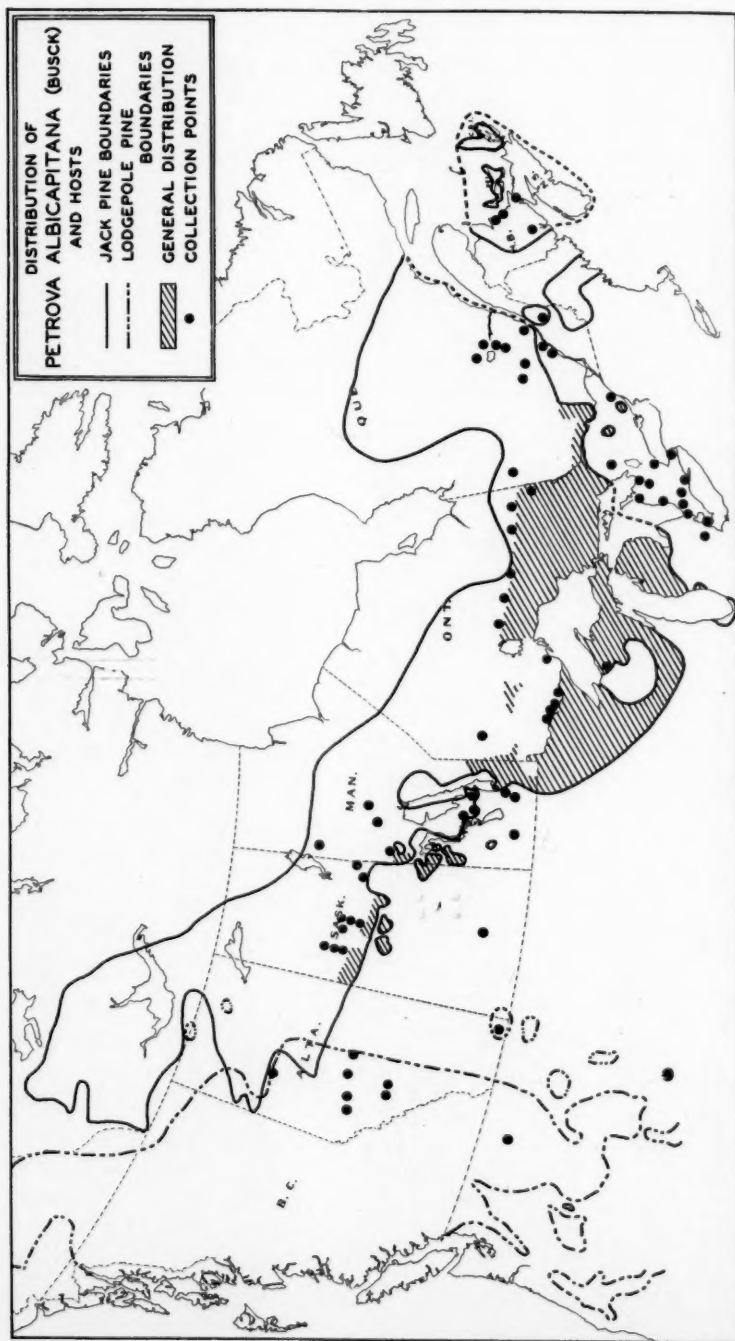 DISTRIBUTION OF
PETROVA ALBICAPITANA (BUSCK)
AND HOSTS
JACK PINE BOUNDARIES
LODGEPOLE PINE
BOUNDARIES
GENERAL DISTRIBUTION
COLLECTION POINTS
B.C.
ALTA.
SASK.
MAN.
ONT.
QUE.